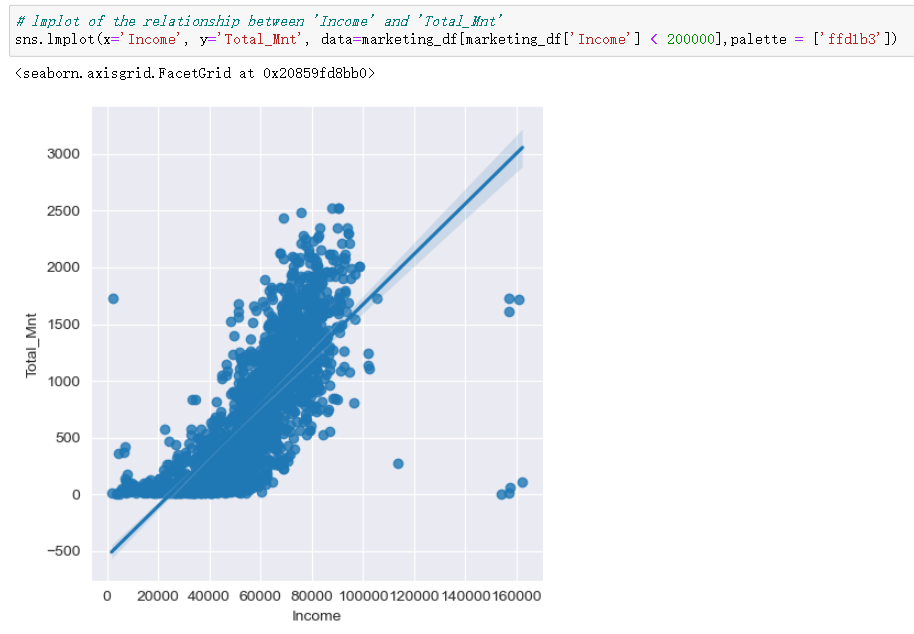 # lmplot of the relationship between 'Income' and 'Total_Mnt'
sns.lmplot(x='Income', y='Total_Mnt', data=marketing_df[marketing_df['Income'] < 200000],palette = ['ffd1b3'])
<seaborn.axisgrid.FacetGrid at 0x20859fd8bb0>
3000
2500
2000
1500
1000
500
0
−500
Total_Mnt
0 20000 40000 60000 80000 100000 120000 140000 160000
Income